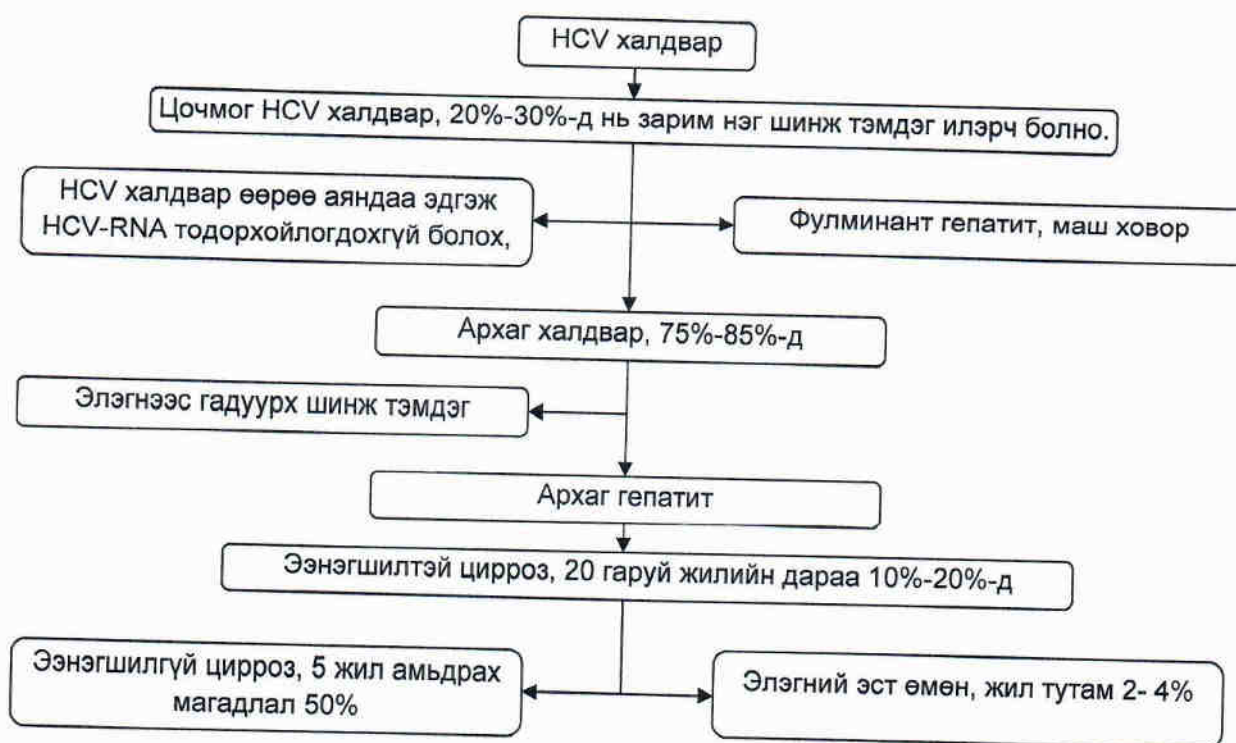 HCV халдвар
Цочмог HCV халдвар, 20%-30%-д нь зарим нэг шинж тэмдэг илэрч болно.
HCV халдвар өөрөө аяндаа эдгэж
HCV-RNA тодорхойлогдохгүй болох,
Фулминант гепатит, маш ховор
Архаг халдвар, 75%-85%-д
Элэгнээс гадуурх шинж тэмдэг
Архаг гепатит
Ээнэгшилтэй цирроз, 20 гаруй жилийн дараа 10%-20%-д
Ээнэгшилгүй цирроз, 5 жил амьдрах
магадлал 50%
Элэгний эст өмөн, жил тутам 2- 4%